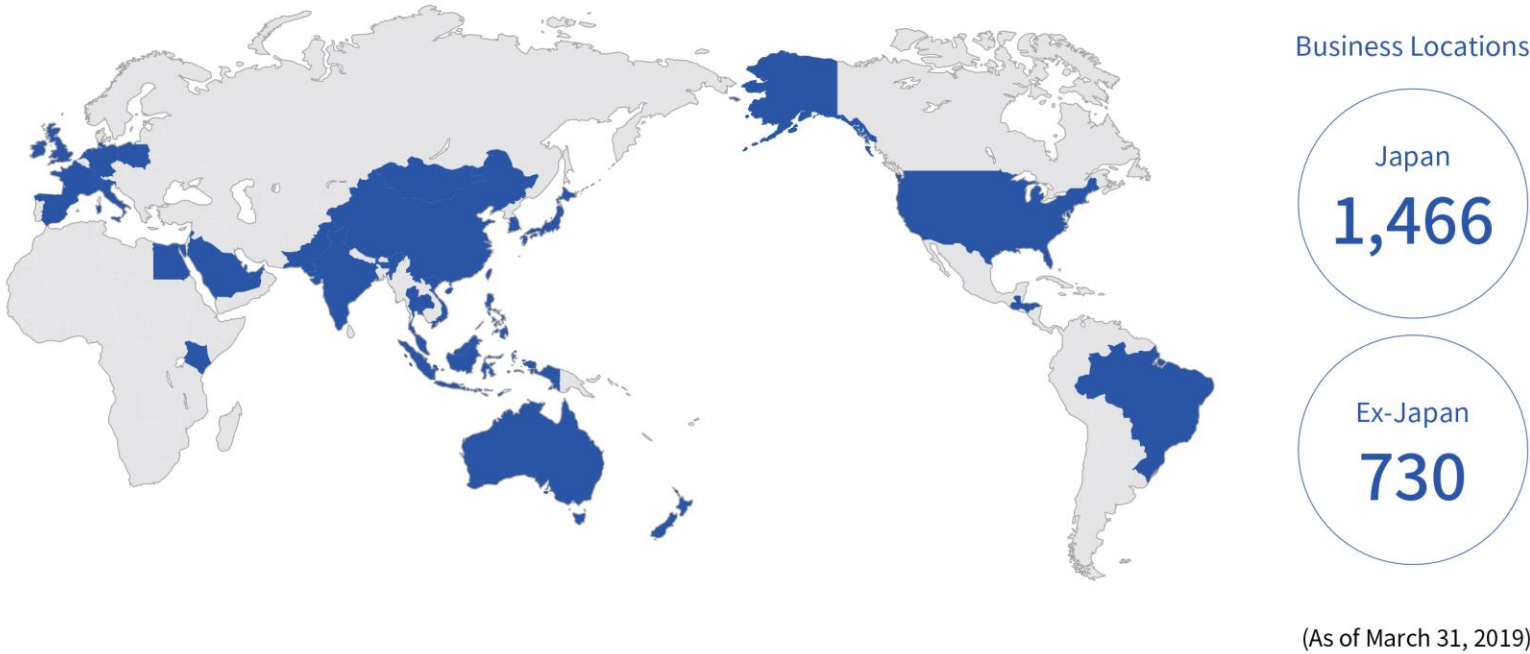 Business Locations
Japan
1,466
Ex-Japan
730
(As of March 31, 2019)